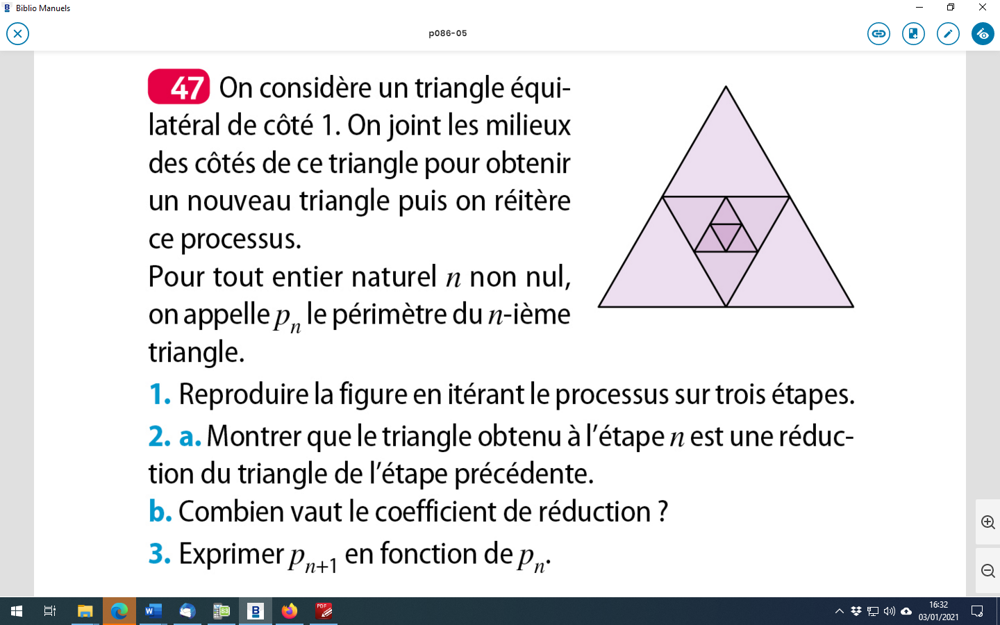 Biblio Manuels
p086-05
47 On considère un triangle équi-
latéral de côté 1. On joint les milieux
des côtés de ce triangle pour obtenir
un nouveau triangle puis on réitère
ce processus.
Pour tout entier naturel n non nul,
on appelle pₙ le périmètre du n-ième
triangle.
1. Reproduire la figure en itérant le processus sur trois étapes.
2. a. Montrer que le triangle obtenu à l’étape n est une réduc-
tion du triangle de l’étape précédente.
b. Combien vaut le coefficient de réduction ?
3. Exprimer pₙ₊₁ en fonction de pₙ.
16:32
03/01/2021